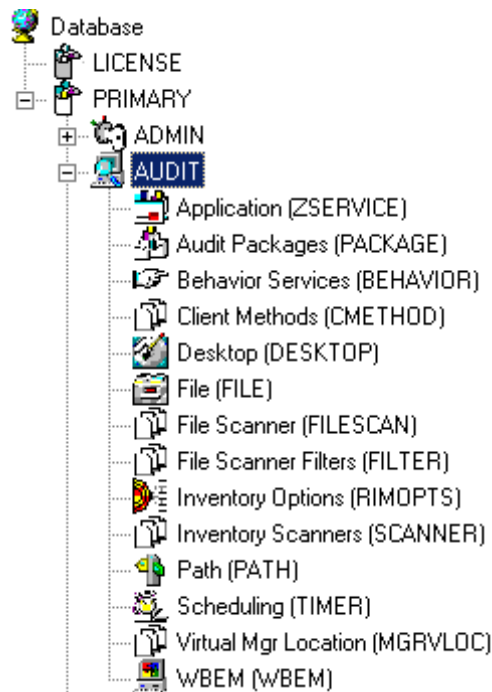 Database
LICENSE
PRIMARY
ADMIN
AUDIT
Application (ZSERVICE)
Audit Packages (PACKAGE)
Behavior Services (BEHAVIOR)
Client Methods (CMETHOD)
Desktop (DESKTOP)
File (FILE)
File Scanner (FILESCAN)
File Scanner Filters (FILTER)
Inventory Options (RIMOPTS)
Inventory Scanners (SCANNER)
Path (PATH)
Scheduling (TIMER)
Virtual Mgr Location (MGRVLOC)
WBEM (WBEM)